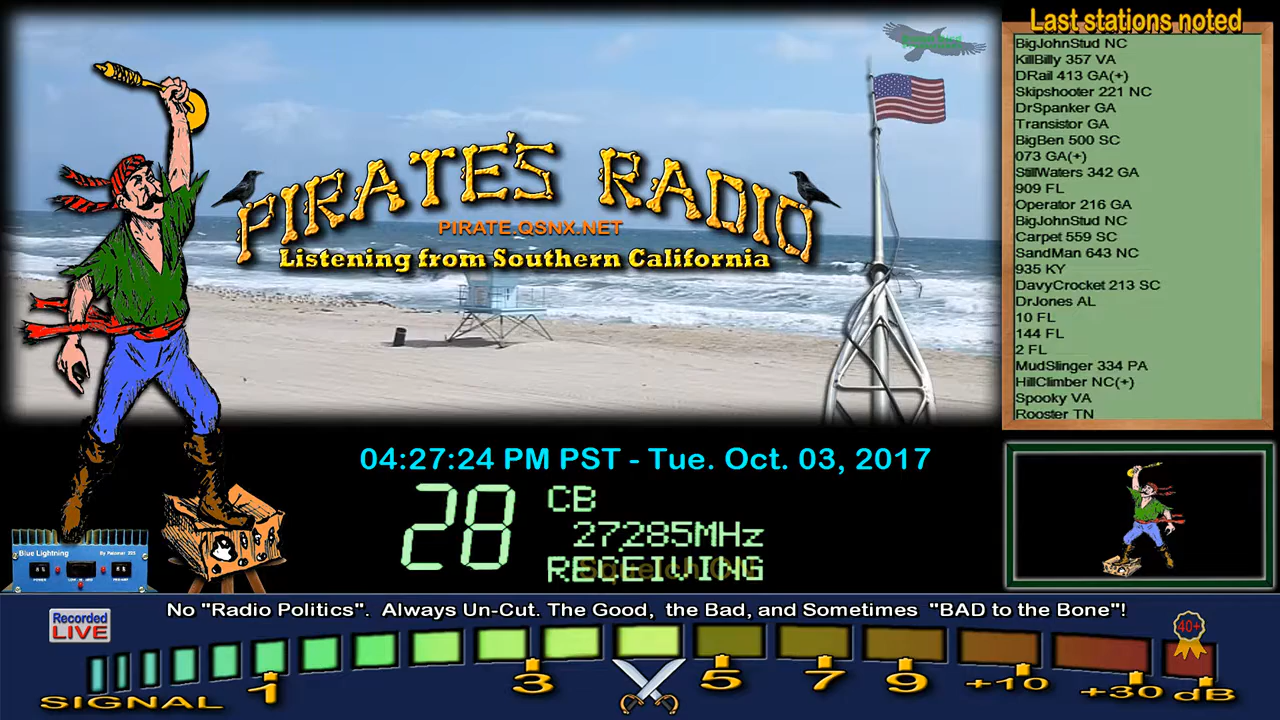 Last stations noted
BigJohnStud NC
KillBilly 357 VA
DRail 413 GA(+)
Skipshooter 221 NC
DrSpanker GA
Transistor GA
BigBen 500 SC
073 GA(+)
StillWaters 342 GA
909 FL
Operator 216 GA
BigJohnStud NC
Carpet 559 SC
SandMan 643 NC
935 KY
DavyCrocket 213 SC
DrJones AL
10 FL
144 FL
2 FL
MudSlinger 334 PA
HillClimber NC(+)
Spooky VA
Rooster TN
PIRATE'S RADIO
PIRATE.QSNX.NET
Listening from Southern California
04:27:24 PM PST - Tue. Oct. 03, 2017
28
CB
27.285MHz
RECEIVING
Blue Lightning
By Palomar
No "Radio Politics". Always Un-Cut. The Good, the Bad, and Sometimes "BAD to the Bone"!
Recorded
LIVE
40+
SIGNAL 1 3 5 7 9 +10 +30 dB